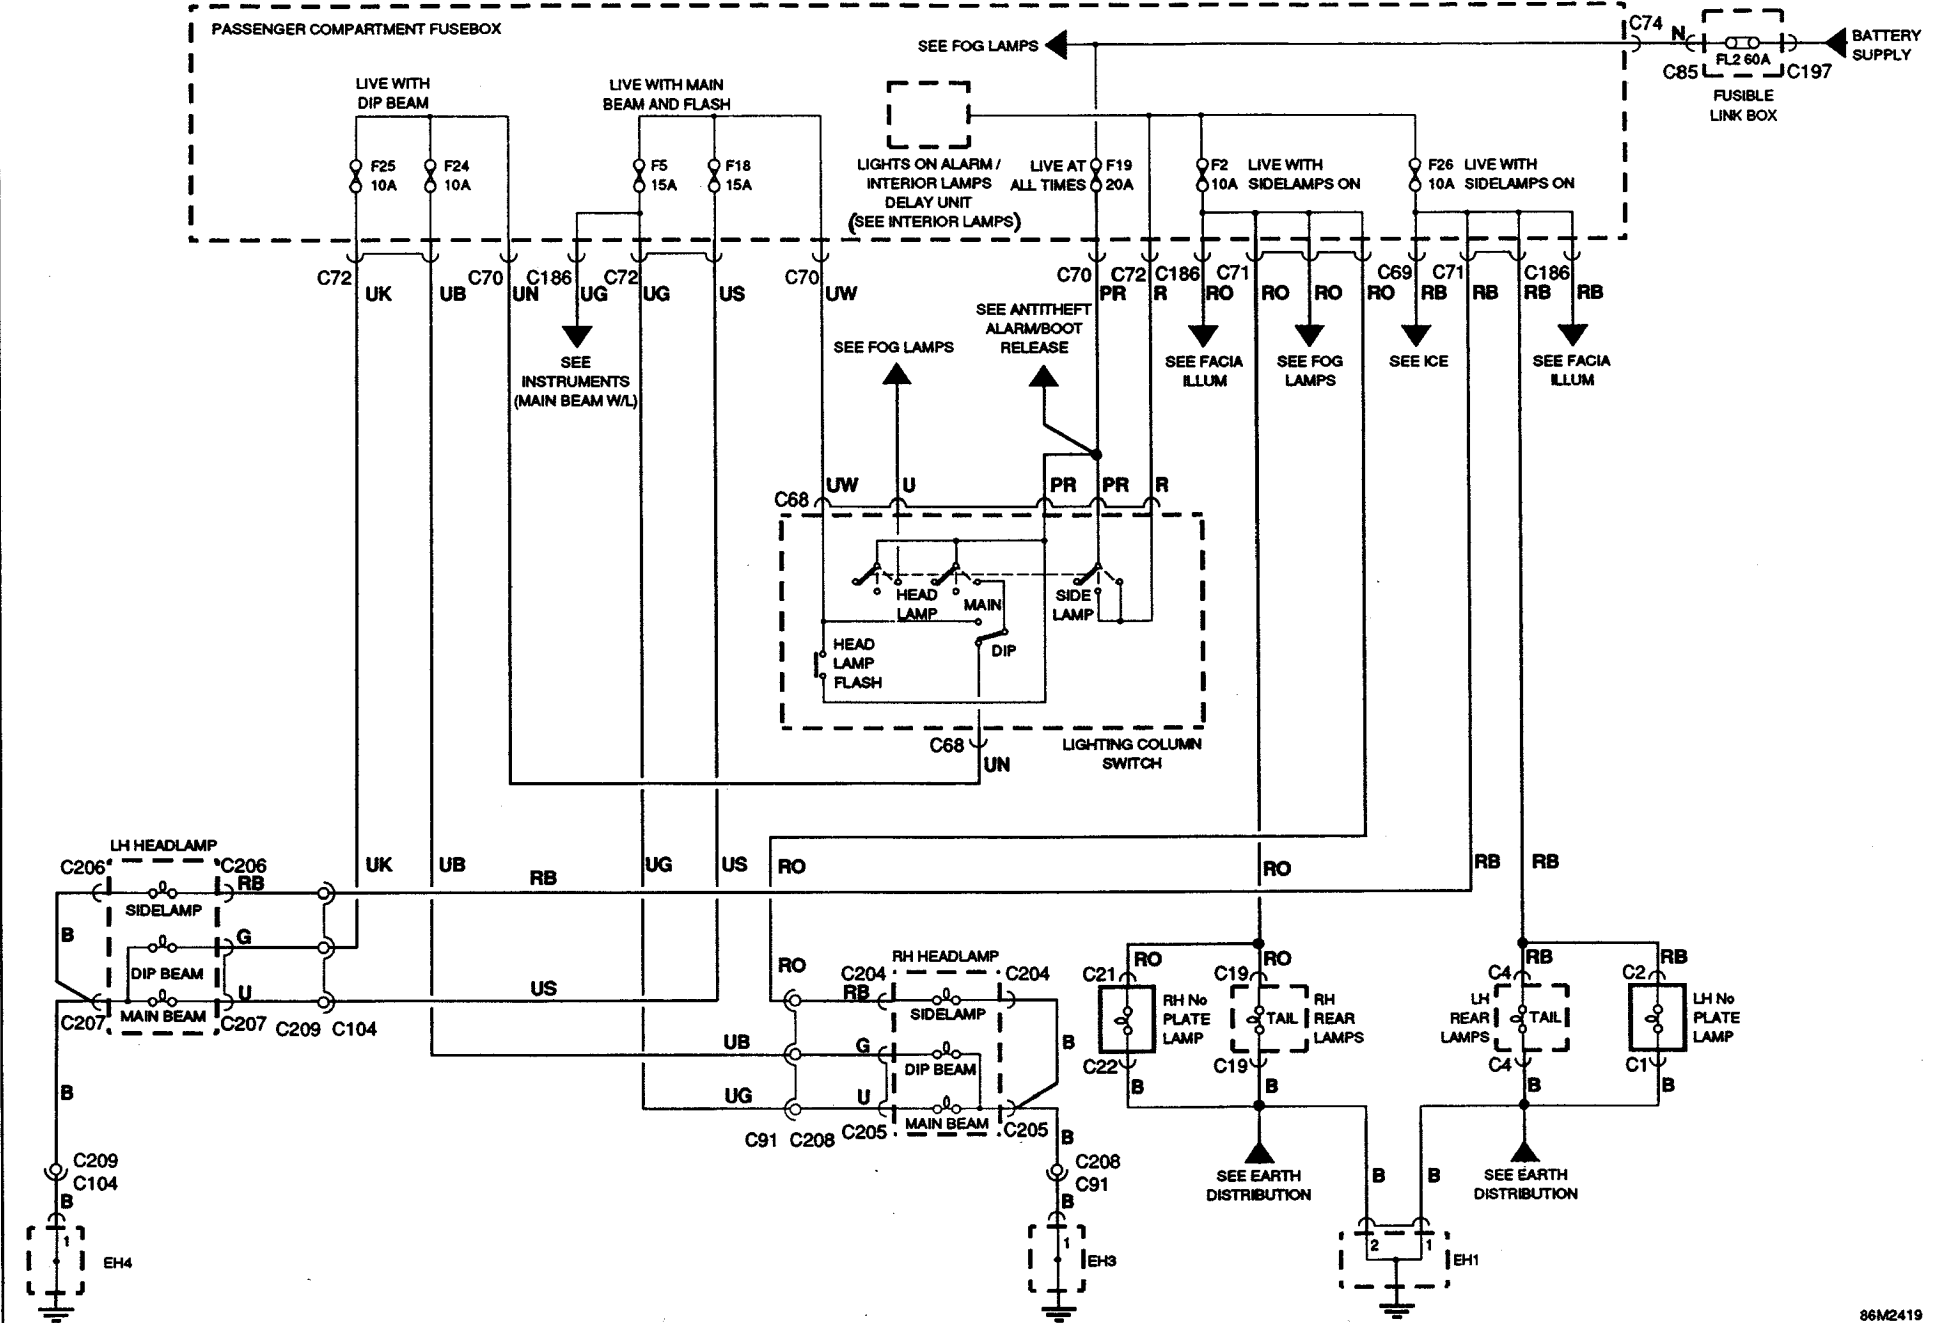 PASSENGER COMPARTMENT FUSEBOX
SEE FOG LAMPS
C74
N
C85
FL2 60A
C197
BATTERY
SUPPLY
FUSIBLE
LINK BOX
LIVE WITH
DIP BEAM
LIVE WITH MAIN
BEAM AND FLASH
F25
10A
F24
10A
F5
15A
F18
15A
LIGHTS ON ALARM /
INTERIOR LAMPS
DELAY UNIT
(SEE INTERIOR LAMPS)
LIVE AT
ALL TIMES
F19
20A
F2
10A
LIVE WITH
SIDELAMPS ON
F26
10A
LIVE WITH
SIDELAMPS ON
C72
C70
C186
C72
C70
C70
C72
C186
C71
C69
C71
C186
UK
UB
UN
UG
UG
US
UW
PR
R
RO
RO
RO
RO
RB
RB
RB
RB
SEE
INSTRUMENTS
(MAIN BEAM W/L)
SEE FOG LAMPS
SEE ANTITHEFT
ALARM/BOOT
RELEASE
SEE FACIA
ILLUM
SEE FOG
LAMPS
SEE ICE
SEE FACIA
ILLUM
C68
UW
U
PR
PR
R
HEAD
LAMP
MAIN
SIDE
LAMP
HEAD
LAMP
FLASH
DIP
C68
UN
LIGHTING COLUMN
SWITCH
LH HEADLAMP
C206
C206
RB
UK
UB
RB
UG
US
RO
RO
RB
RB
SIDELAMP
B
G
DIP BEAM
U
MAIN BEAM
C207
C207
C209
C104
US
RH HEADLAMP
RO
C204
RB
C204
SIDELAMP
UB
G
DIP BEAM
B
UG
U
MAIN BEAM
C91
C208
C205
C205
B
RO
RO
RB
RB
C21
C19
C4
C2
RH No
PLATE
LAMP
TAIL
RH
REAR
LAMPS
LH
REAR
LAMPS
TAIL
LH No
PLATE
LAMP
C22
C19
C4
C1
B
B
B
B
B
C209
C104
B
1
EH4
C208
C91
B
1
EH3
SEE EARTH
DISTRIBUTION
B
B
SEE EARTH
DISTRIBUTION
2
1
EH1
86M2419